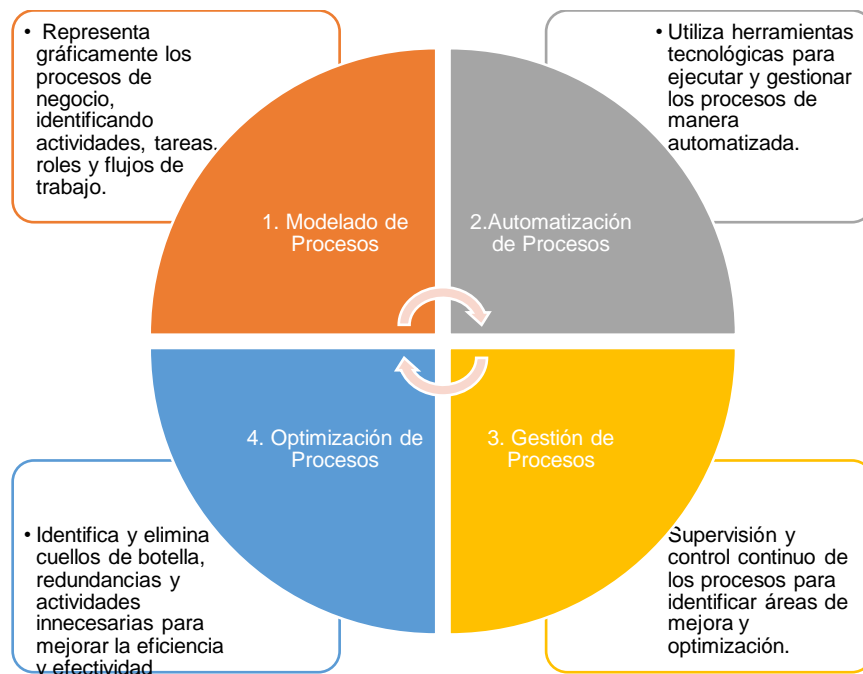 • Representa
gráficamente los
procesos de
negocio,
identificando
actividades, tareas.
roles y flujos de
trabajo.
• Utiliza herramientas
tecnológicas para
ejecutar y gestionar
los procesos de
manera
automatizada.
1. Modelado de
Procesos
2.Automatización
de Procesos
4. Optimización de
Procesos
3. Gestión de
Procesos
• Identifica y elimina
cuellos de botella,
redundancias y
actividades
innecesarias para
mejorar la eficiencia
y efectividad
Supervisión y
control continuo de
los procesos para
identificar áreas de
mejora y
optimización.